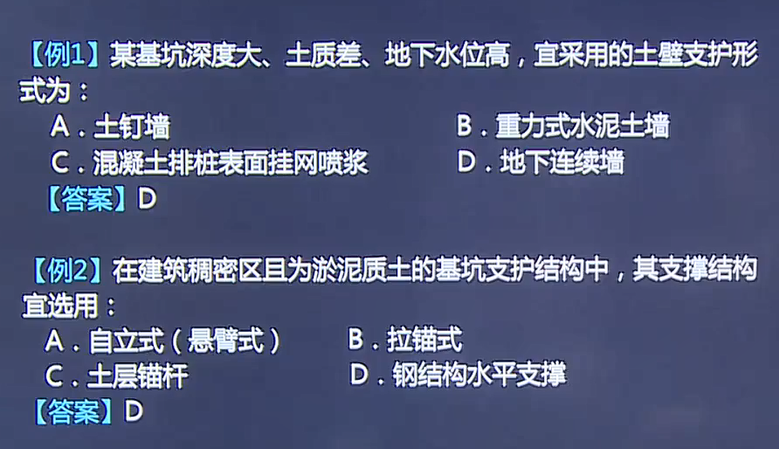 【例1】某基坑深度大、土质差、地下水位高，宜采用的土壁支护形
式为：
A．土钉墙 B．重力式水泥土墙
C．混凝土排桩表面挂网喷浆 D．地下连续墙
【答案】D
【例2】在建筑稠密区且为淤泥质土的基坑支护结构中，其支撑结构
宜选用：
A．自立式（悬臂式） B．拉锚式
C．土层锚杆 D．钢结构水平支撑
【答案】D